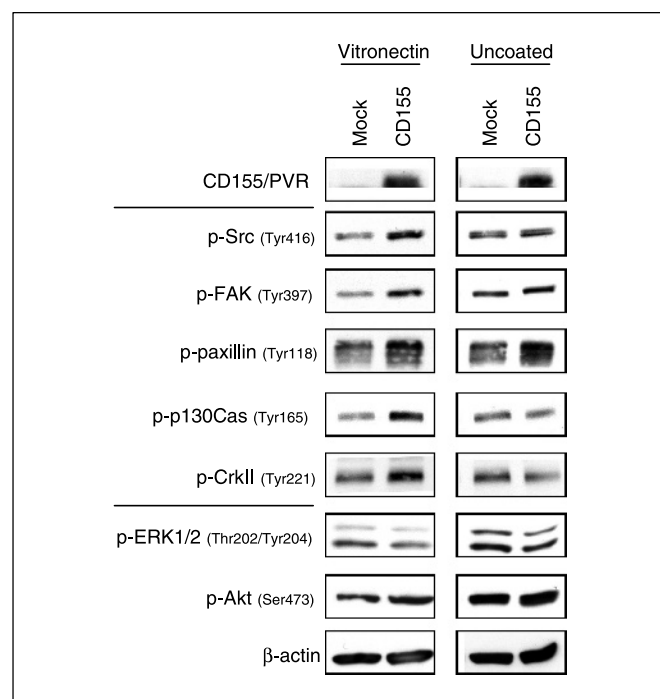 Vitronectin Uncoated
Mock CD155 Mock CD155
CD155/PVR
p-Src (Tyr416)
p-FAK (Tyr397)
p-paxillin (Tyr118)
p-p130Cas (Tyr165)
p-CrkII (Tyr221)
p-ERK1/2 (Thr202/Tyr204)
p-Akt (Ser473)
β-actin